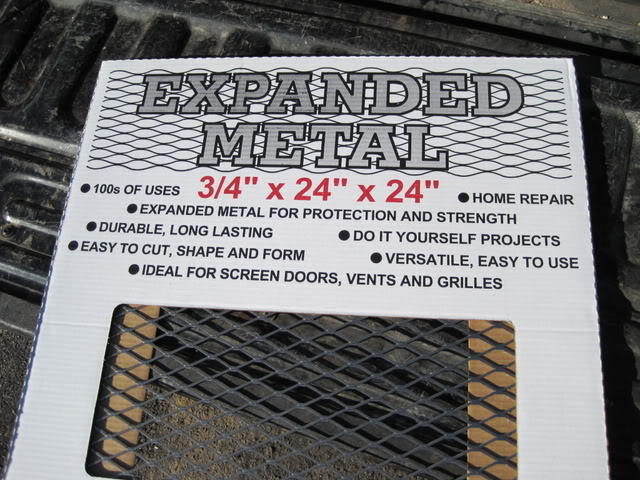 EXPANDED
METAL
● 100s OF USES 3/4" x 24" x 24" ● HOME REPAIR
● EXPANDED METAL FOR PROTECTION AND STRENGTH
● DURABLE, LONG LASTING ● DO IT YOURSELF PROJECTS
● EASY TO CUT, SHAPE AND FORM ● VERSATILE, EASY TO USE
● IDEAL FOR SCREEN DOORS, VENTS AND GRILLES